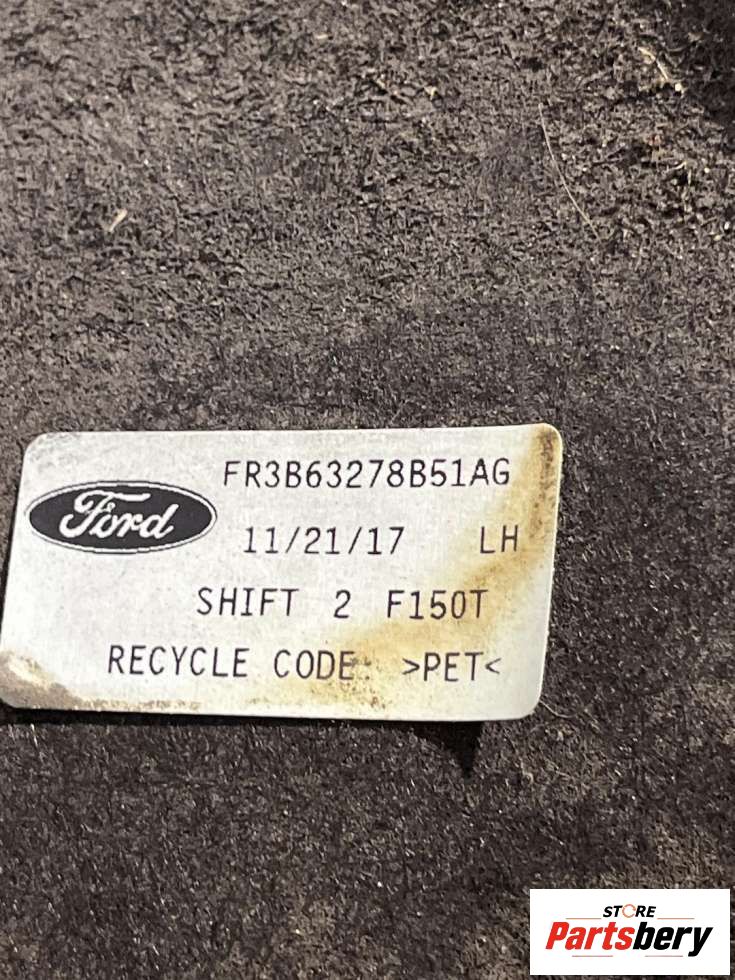 FR3B63278B51AG
Ford
11/21/17 LH
SHIFT 2 F150T
RECYCLE CODE: >PET<
STORE
Partsbery